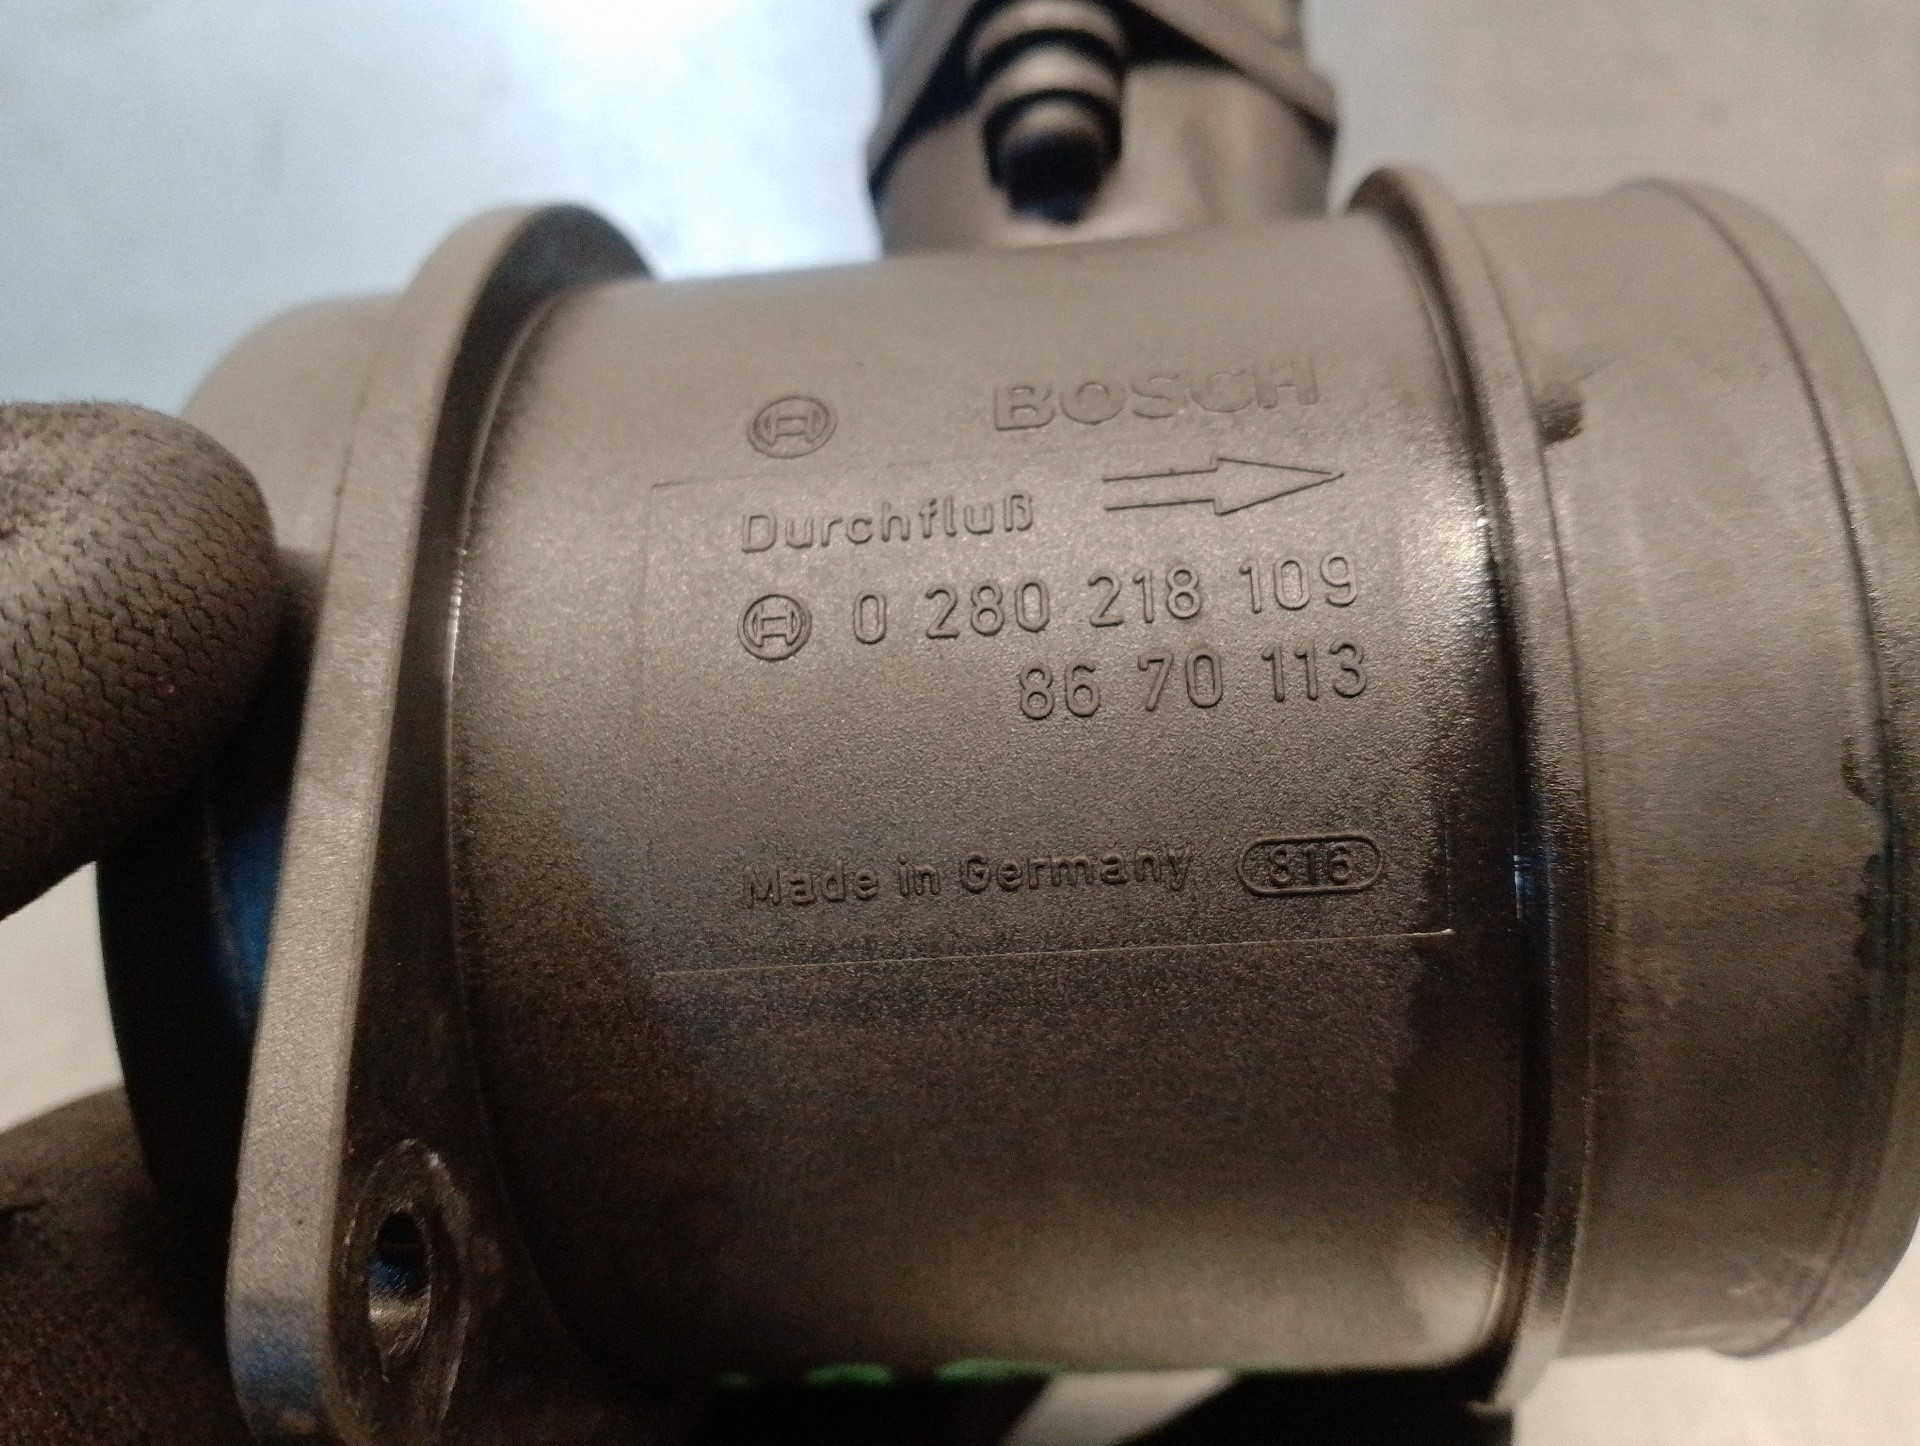 BOSCH
Durchfluß
0 280 218 109
86 70 113
Made in Germany 816